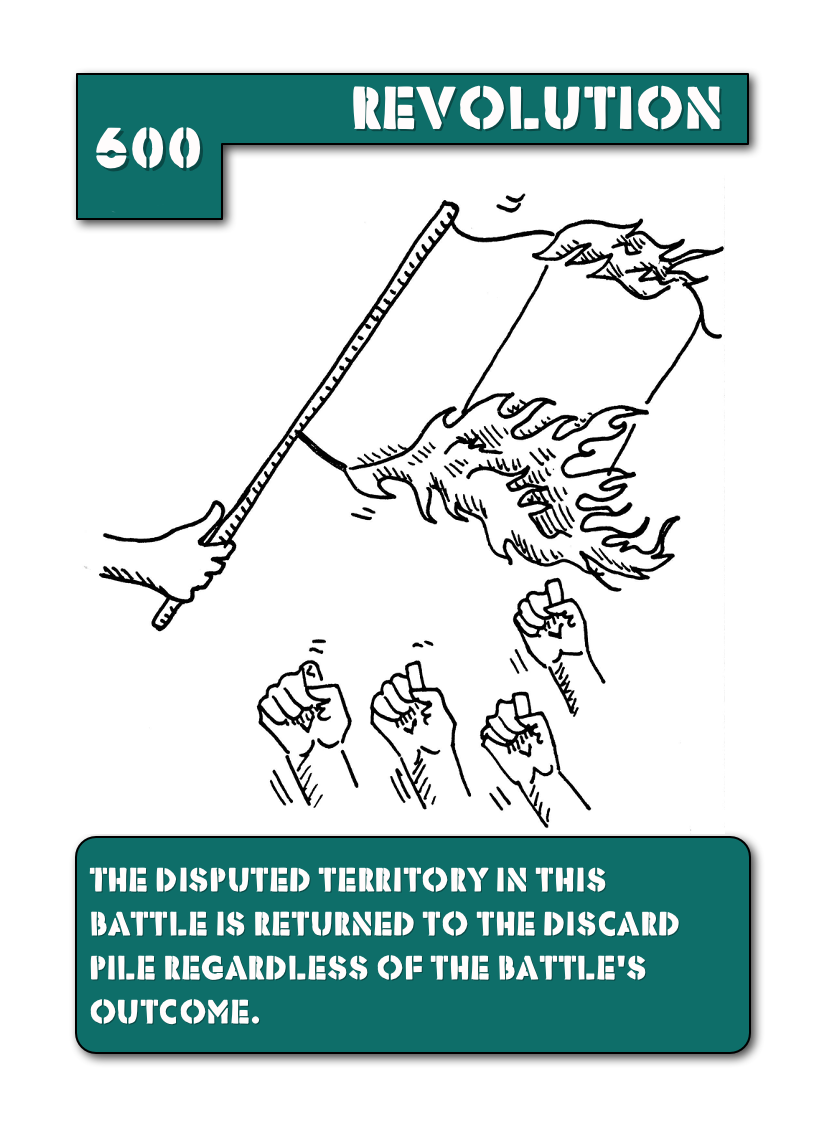 REVOLUTION
600
THE DISPUTED TERRITORY IN THIS
BATTLE IS RETURNED TO THE DISCARD
PILE REGARDLESS OF THE BATTLE'S
OUTCOME.